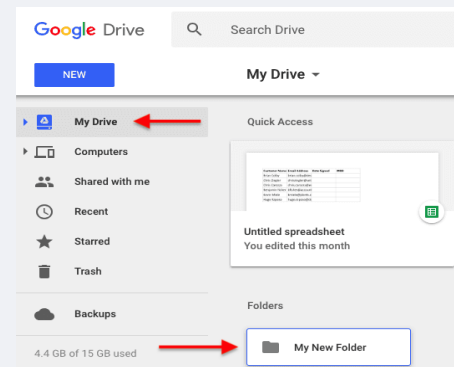 Google Drive
Search Drive
NEW
My Drive
My Drive
Computers
Shared with me
Recent
Starred
Trash
Backups
4.4 GB of 15 GB used
Quick Access
Untitled spreadsheet
You edited this month
Folders
My New Folder